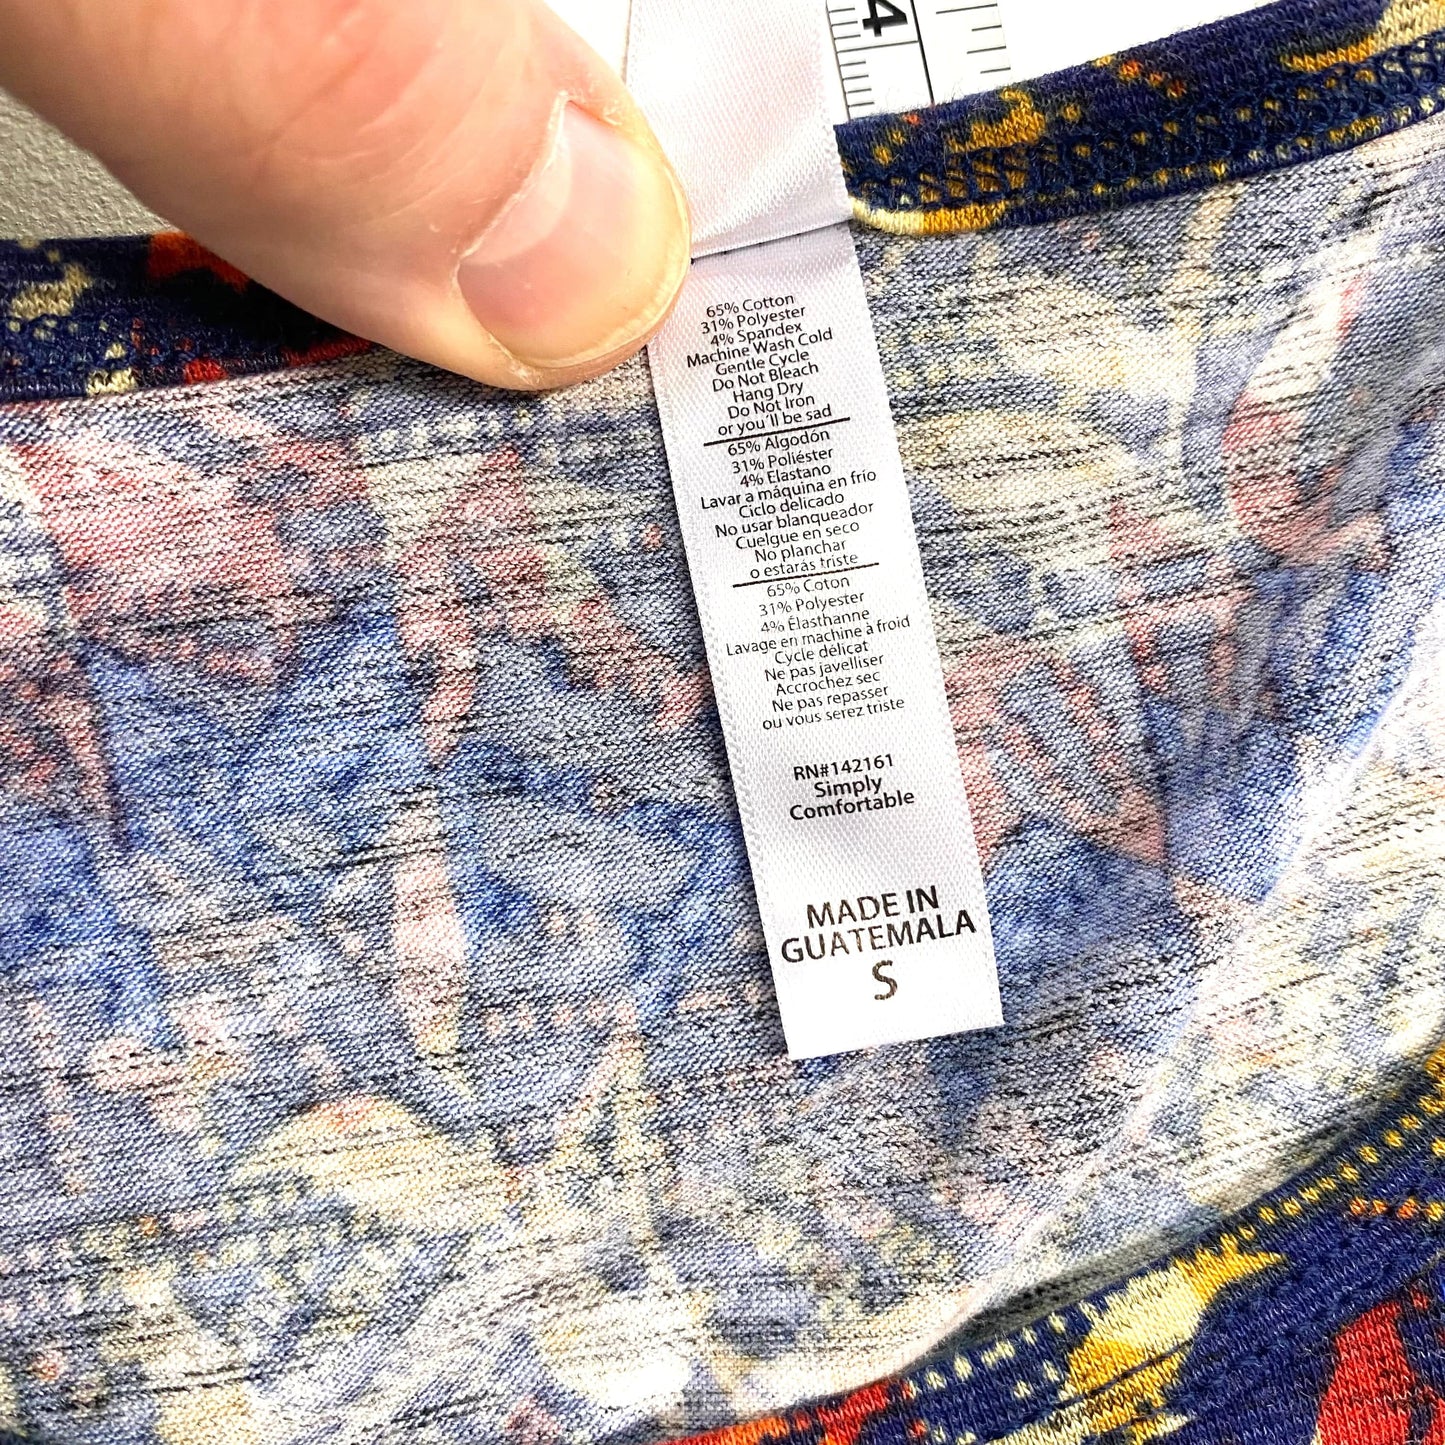 4
65% Cotton
31% Polyester
4% Spandex
Machine Wash Cold
Gentle Cycle
Do Not Bleach
Hang Dry
Do Not Iron
or you'll be sad
65% Algodón
31% Poliéster
4% Elastano
Lavar a máquina en frío
Ciclo delicado
No usar blanqueador
Cuelgue en seco
No planchar
o estarás triste
65% Coton
31% Polyester
4% Élasthanne
Lavage en machine à froid
Cycle délicat
Ne pas javelliser
Accrochez sec
Ne pas repasser
ou vous serez triste
RN#142161
Simply
Comfortable
MADE IN
GUATEMALA
S